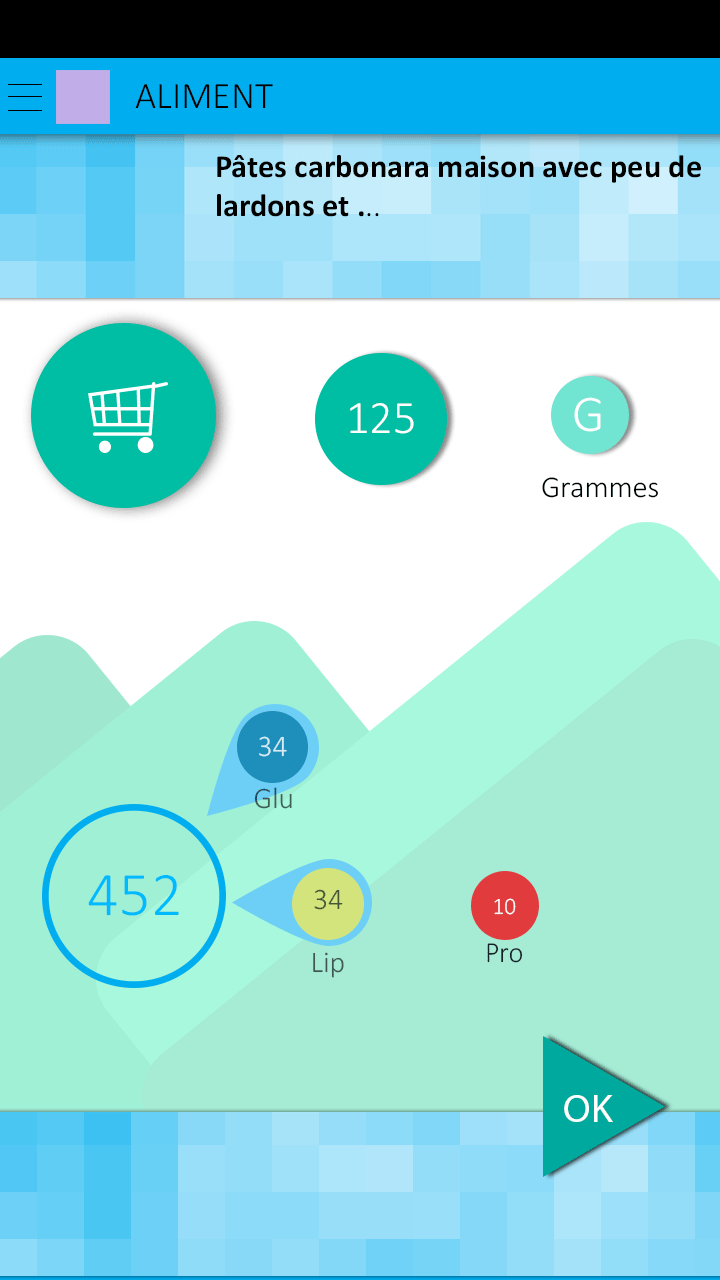 ALIMENT
Pâtes carbonara maison avec peu de
lardons et ...
125
G
Grammes
34
Glu
452
34
Lip
10
Pro
OK